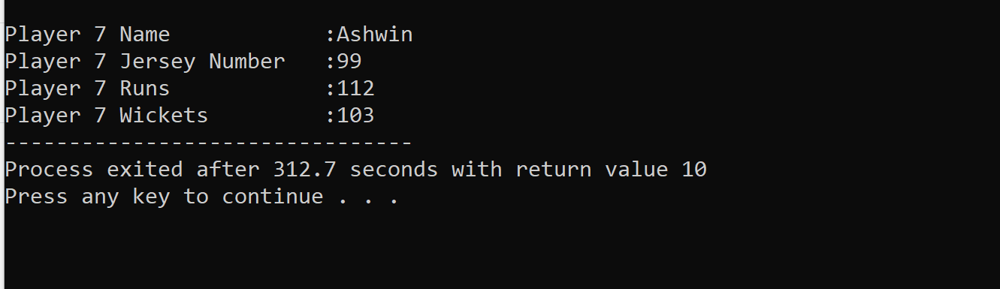 Player 7 Name            :Ashwin
Player 7 Jersey Number   :99
Player 7 Runs            :112
Player 7 Wickets         :103
--------------------------------
Process exited after 312.7 seconds with return value 10
Press any key to continue . . .